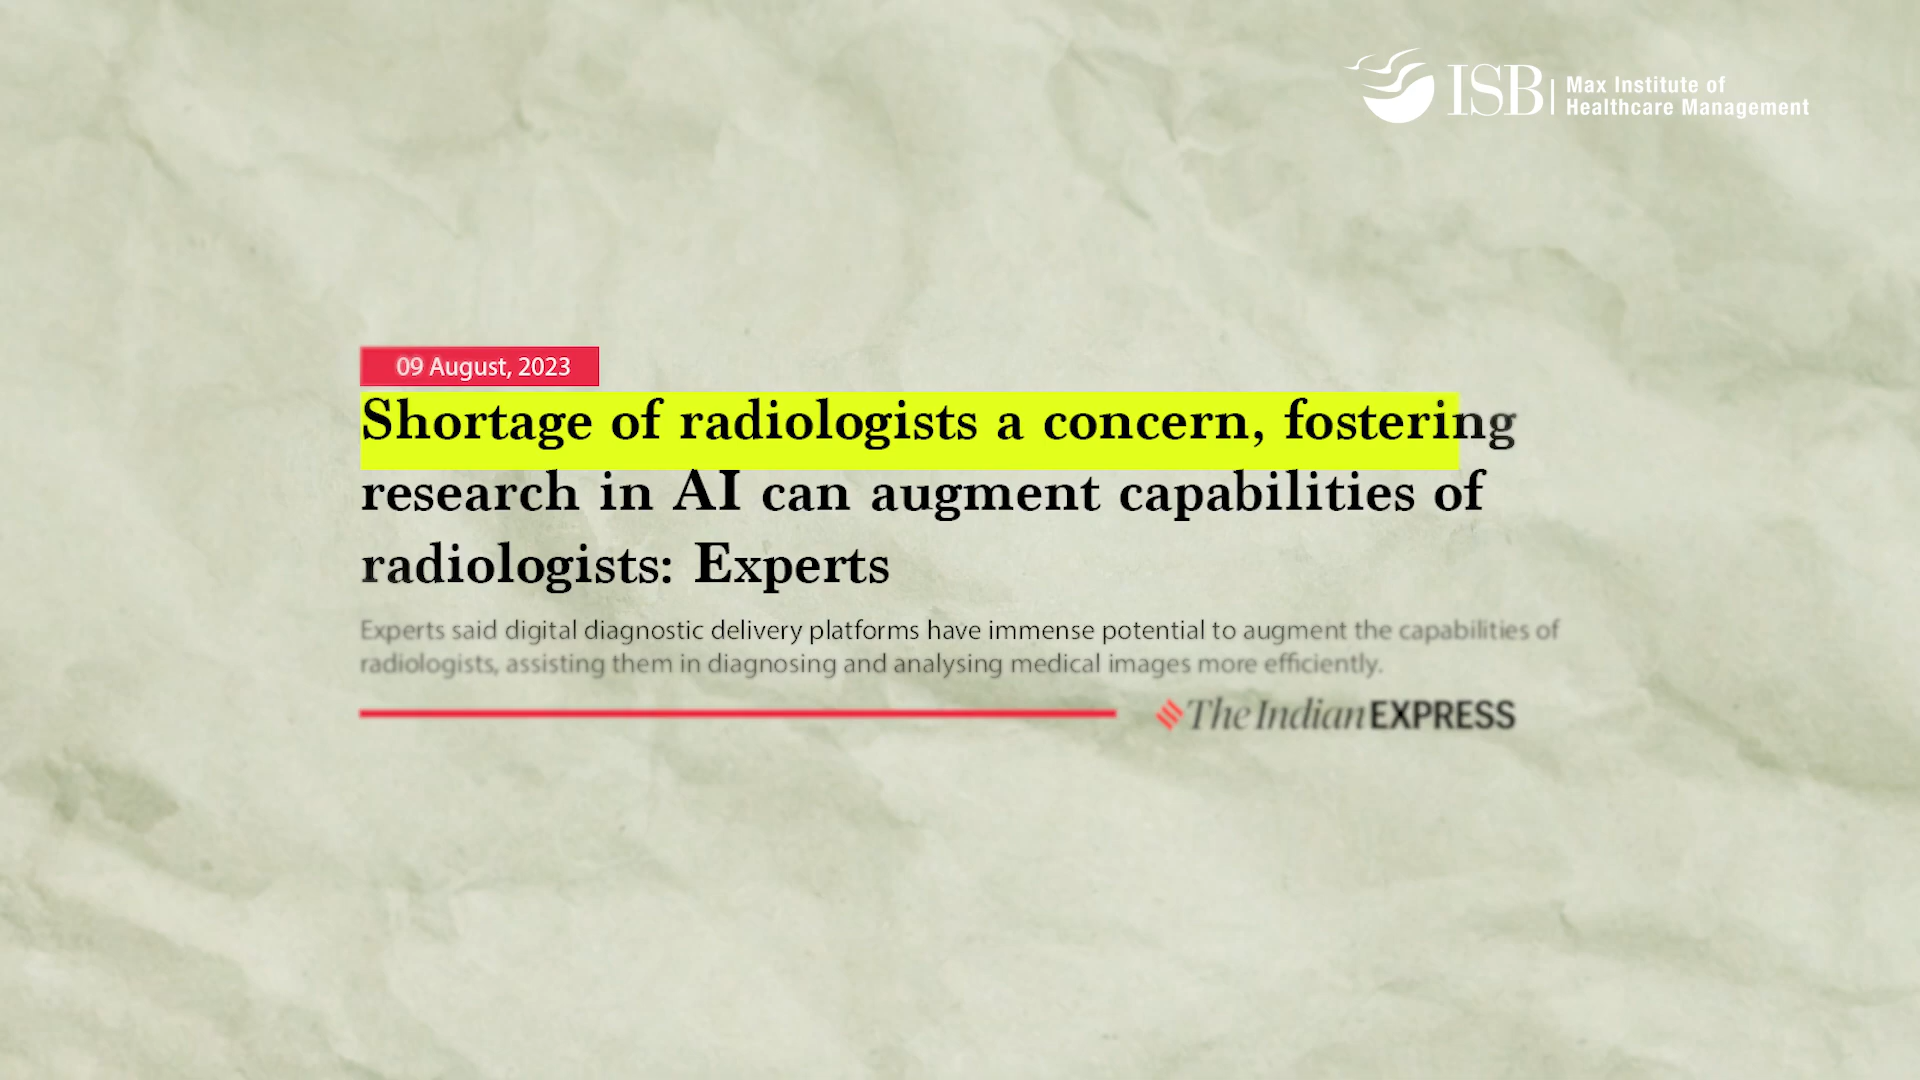 ISB
Max Institute of
Healthcare Management
09 August, 2023
Shortage of radiologists a concern, fostering
research in AI can augment capabilities of
radiologists: Experts
Experts said digital diagnostic delivery platforms have immense potential to augment the capabilities of
radiologists, assisting them in diagnosing and analysing medical images more efficiently.
The Indian EXPRESS